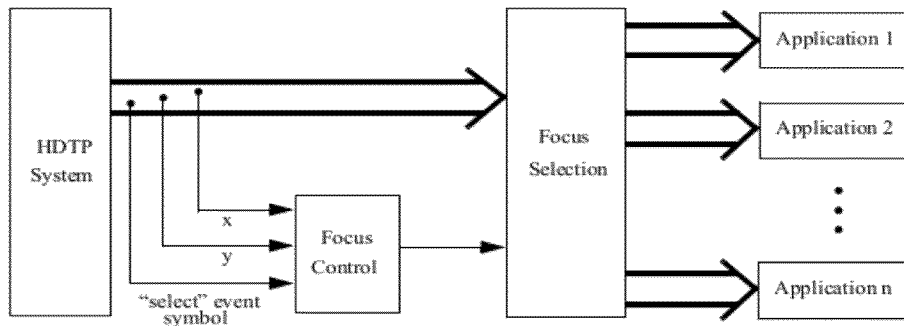 HDTP
System
x
y
"select" event
symbol
Focus
Control
Focus
Selection
Application 1
Application 2
Application n